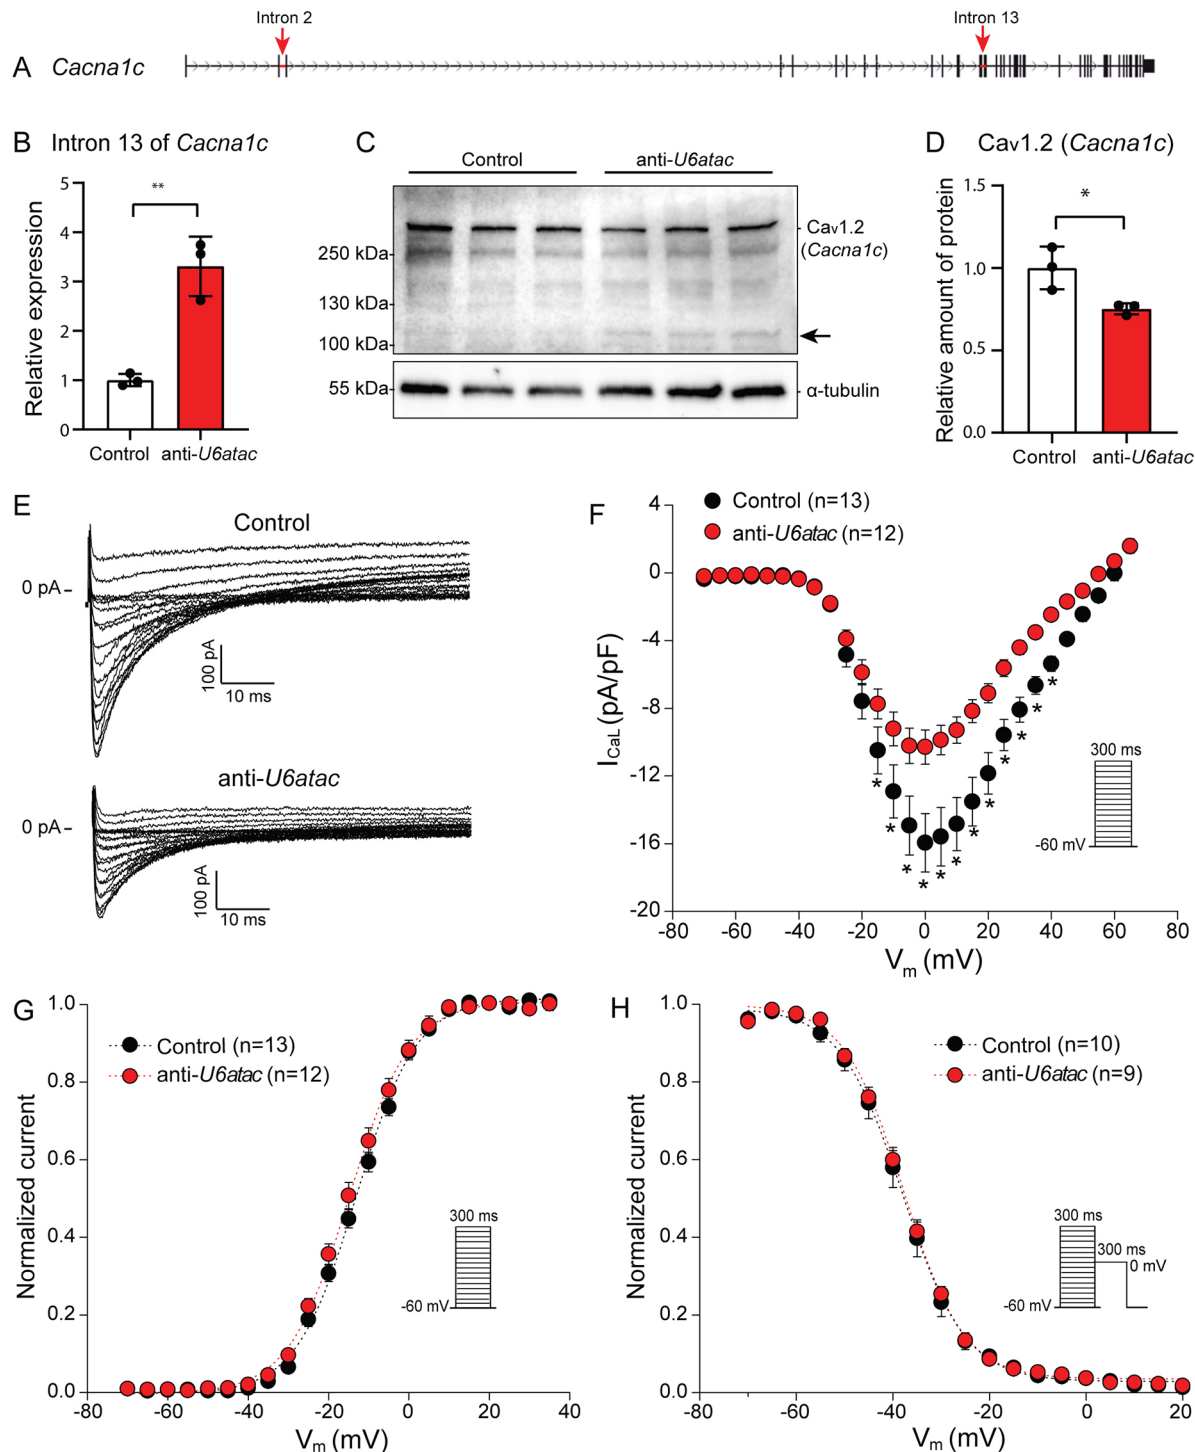 Intron 2
Intron 13
A Cacna1c
B Intron 13 of Cacna1c
Relative expression
5
4
3
2
1
0
**
Control
anti-U6atac
C
Control
anti-U6atac
250 kDa-
130 kDa-
100 kDa-
55 kDa-
- Cav1.2
(Cacna1c)
- α-tubulin
D Cav1.2 (Cacna1c)
Relative amount of protein
1.5
1.0
0.5
0.0
*
Control
anti-U6atac
E
Control
0 pA –
100 pA
10 ms
anti-U6atac
0 pA –
100 pA
10 ms
F
Control (n=13)
anti-U6atac (n=12)
ICaL (pA/pF)
4
0
-4
-8
-12
-16
-20
* * * * * * * * * * * *
300 ms
-60 mV
-80 -60 -40 -20 0 20 40 60 80
Vm (mV)
G
Control (n=13)
anti-U6atac (n=12)
Normalized current
1.0
0.8
0.6
0.4
0.2
0.0
300 ms
-60 mV
-80 -60 -40 -20 0 20 40
Vm (mV)
H
Control (n=10)
anti-U6atac (n=9)
Normalized current
1.0
0.8
0.6
0.4
0.2
0.0
300 ms
300 ms
0 mV
-60 mV
-80 -60 -40 -20 0 20
Vm (mV)